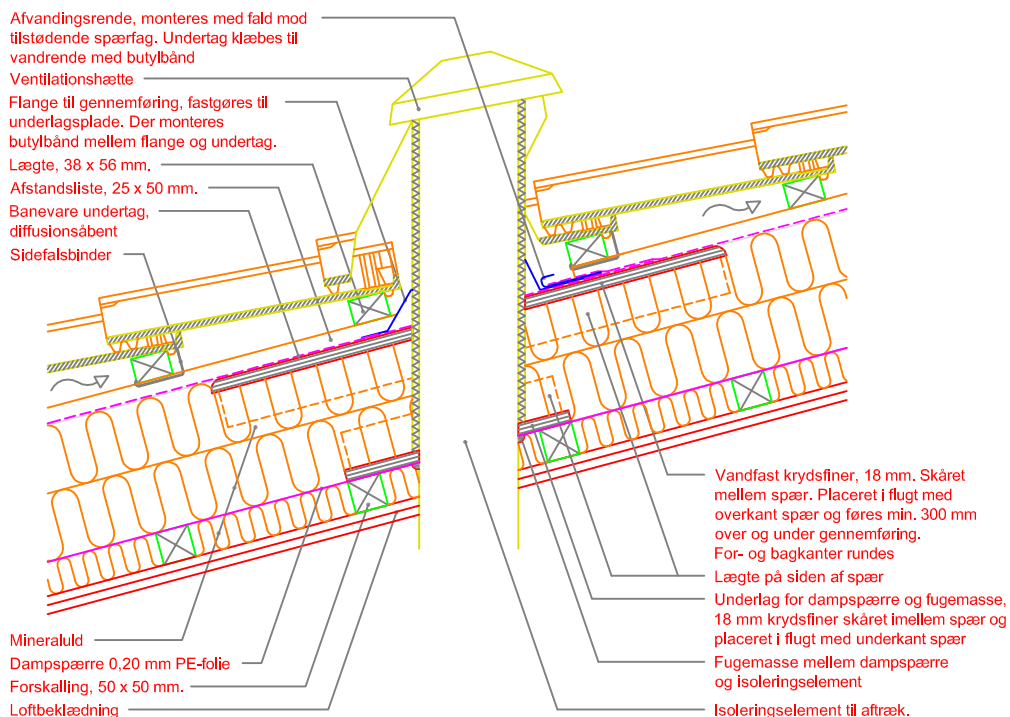 Afvandingsrende, monteres med fald mod
tilstødende spærfag. Undertag klæbes til
vandrende med butylbånd
Ventilationshætte
Flange til gennemføring, fastgøres til
underlagsplade. Der monteres
butylbånd mellem flange og undertag.
Lægte, 38 x 56 mm.
Afstandsliste, 25 x 50 mm.
Banevare undertag,
diffusionsåbent
Sidefalsbinder
Mineraluld
Dampspærre 0,20 mm PE-folie
Forskalling, 50 x 50 mm.
Loftbeklædning
Vandfast krydsfiner, 18 mm. Skåret
mellem spær. Placeret i flugt med
overkant spær og føres min. 300 mm
over og under gennemføring.
For- og bagkanter rundes
Lægte på siden af spær
Underlag for dampspærre og fugemasse,
18 mm krydsfiner skåret imellem spær og
placeret i flugt med underkant spær
Fugemasse mellem dampspærre
og isoleringselement
Isoleringselement til aftræk.